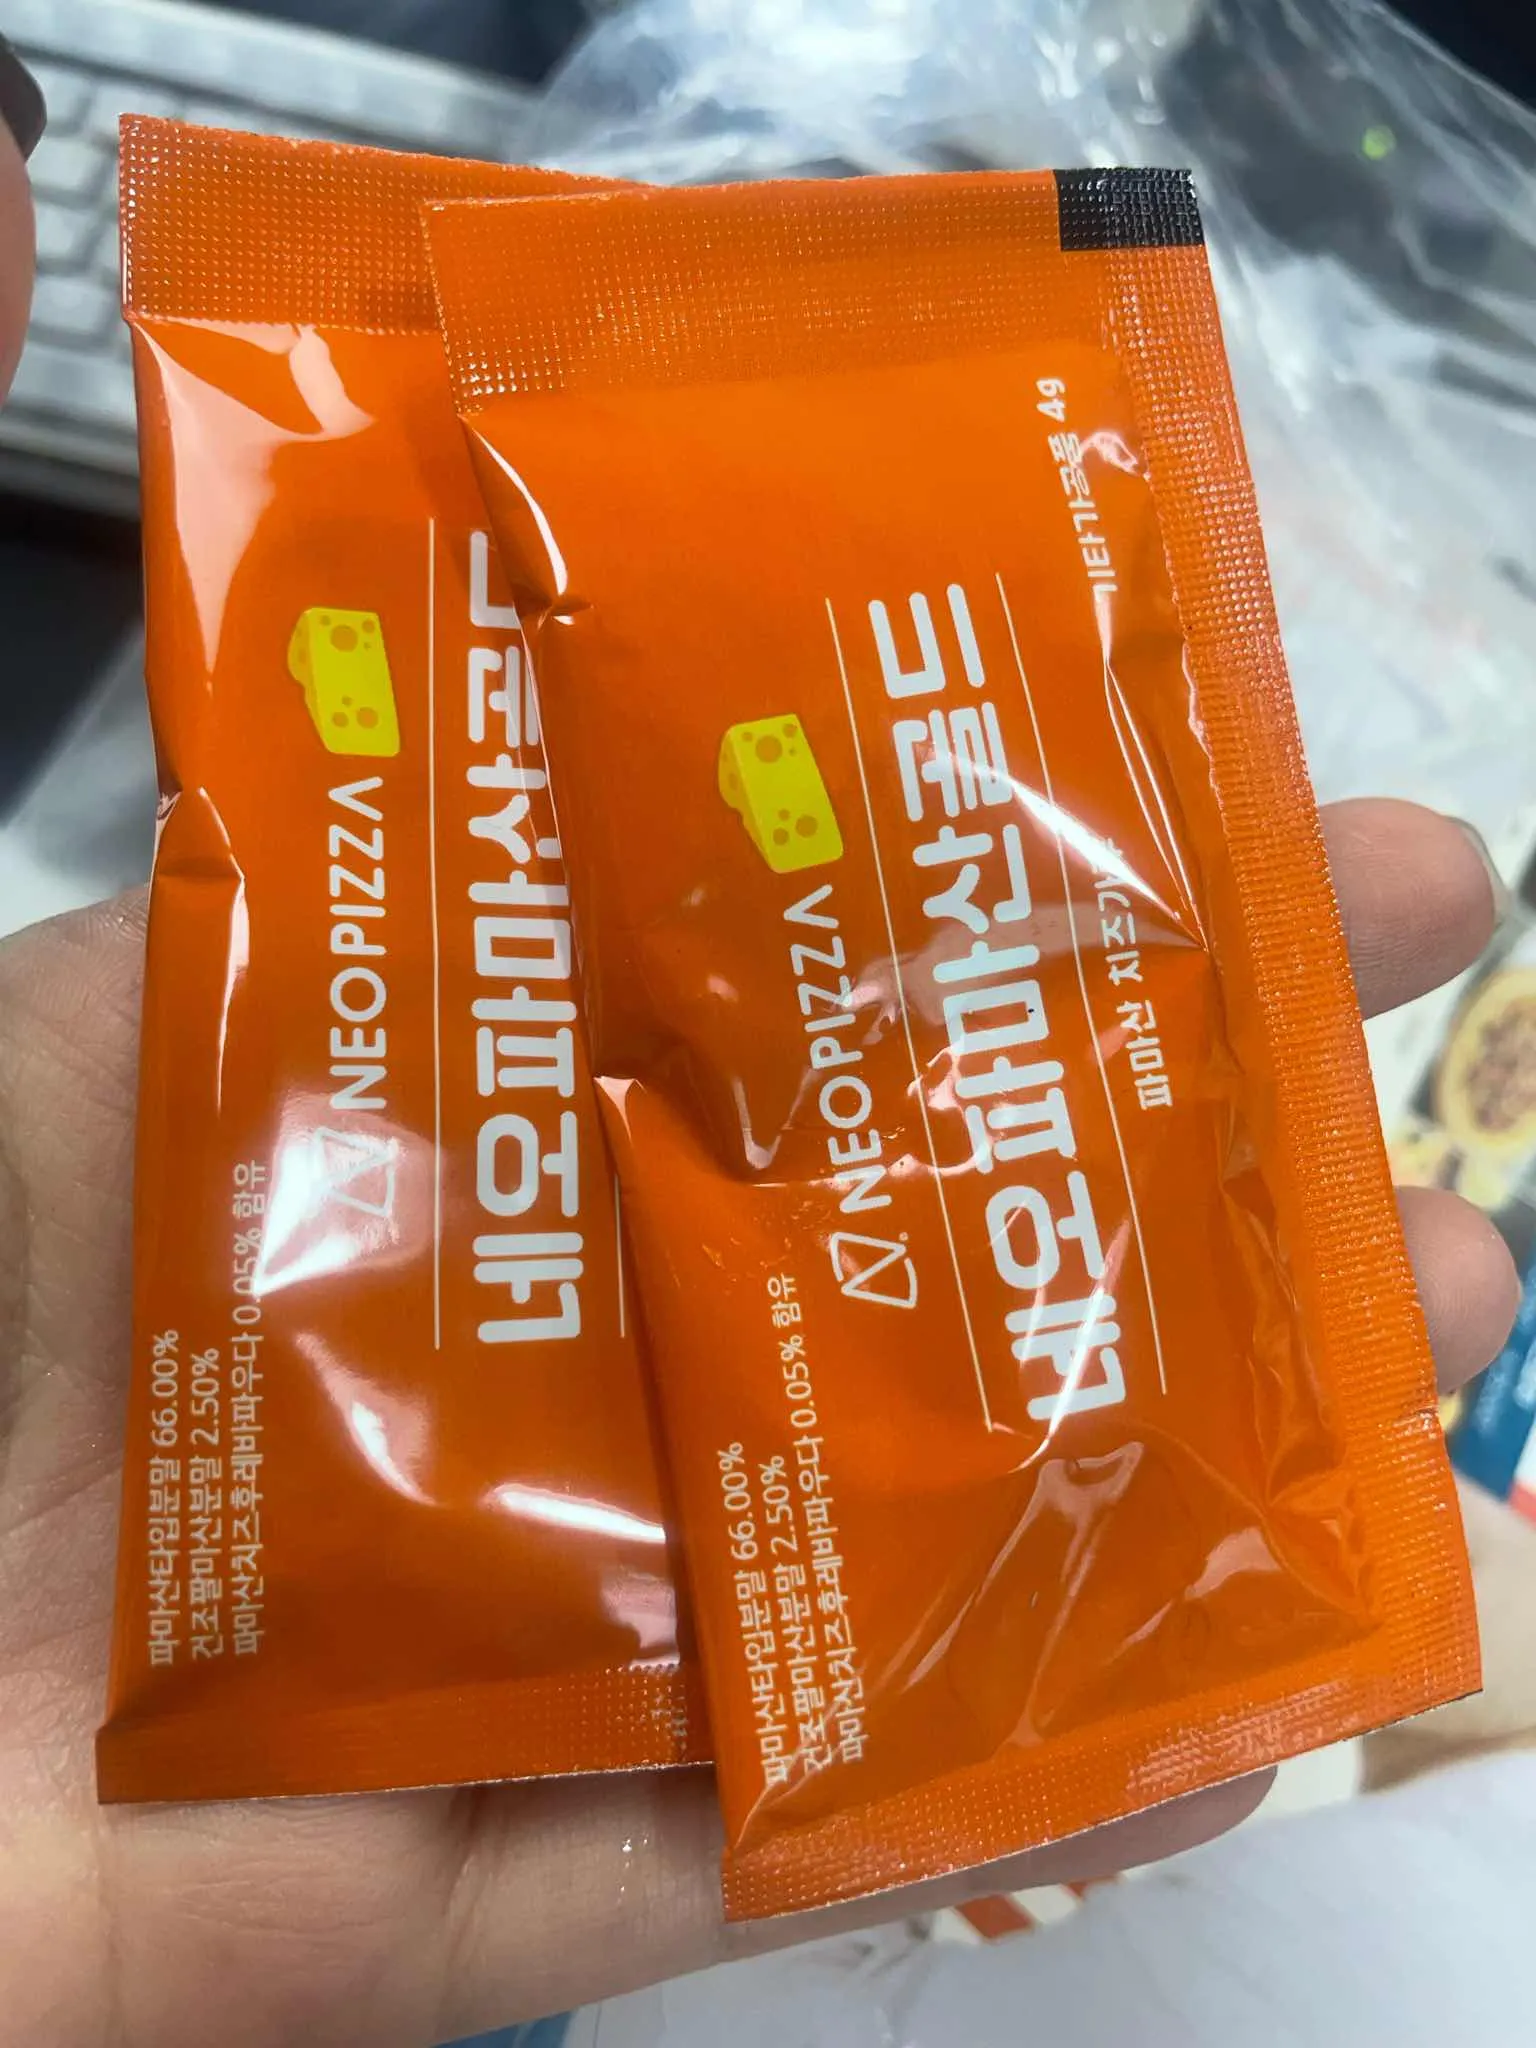 NEOPIZZA
네오파마산
파마산타입분말 66.00%
건조팔마산분말 2.50%
파마산치즈후레바파우다 0.05% 함유
기타가공품 4g
NEOPIZZA
네오파마산골드
파마산 치즈가루
파마산타입분말 66.00%
건조팔마산분말 2.50%
파마산치즈후레바파우다 0.05% 함유